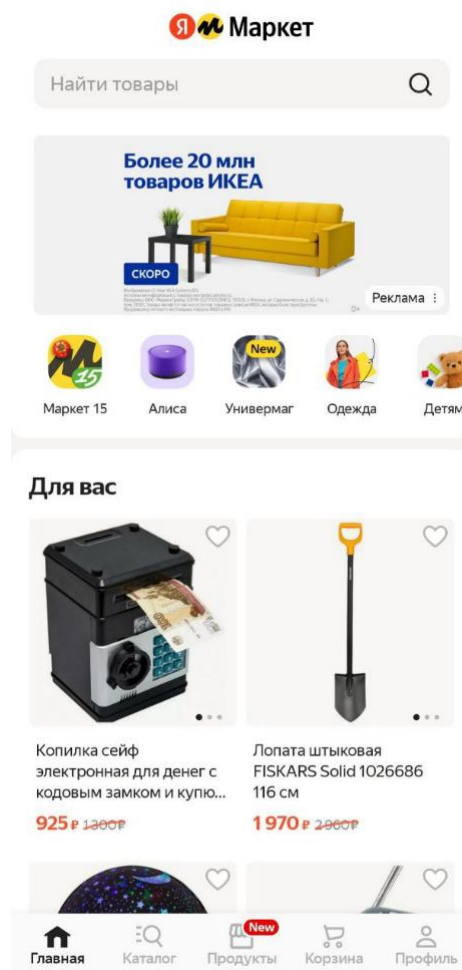 Я Маркет
Найти товары
Более 20 млн
товаров ИКЕА
СКОРО
Реклама
0+
New
15
Маркет 15
Алиса
Универмаг
Одежда
Детям
Для вас
Копилка сейф
электронная для денег с
кодовым замком и купю...
925 ₽ 1300₽
Лопата штыковая
FISKARS Solid 1026686
116 см
1 970 ₽ 2960₽
New
Главная
Каталог
Продукты
Корзина
Профиль